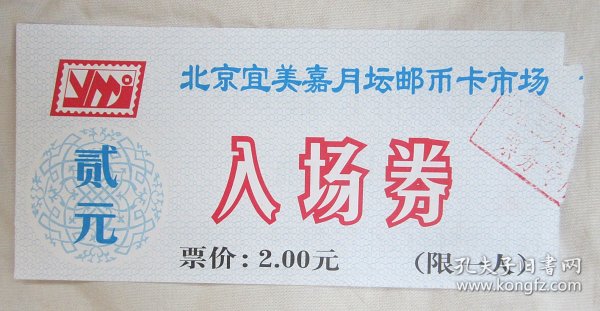 北京宜美嘉月坛邮币卡市场
贰元
入场券
票价：2.00元
（限一人）
孔夫子旧书网
www.kongfz.com